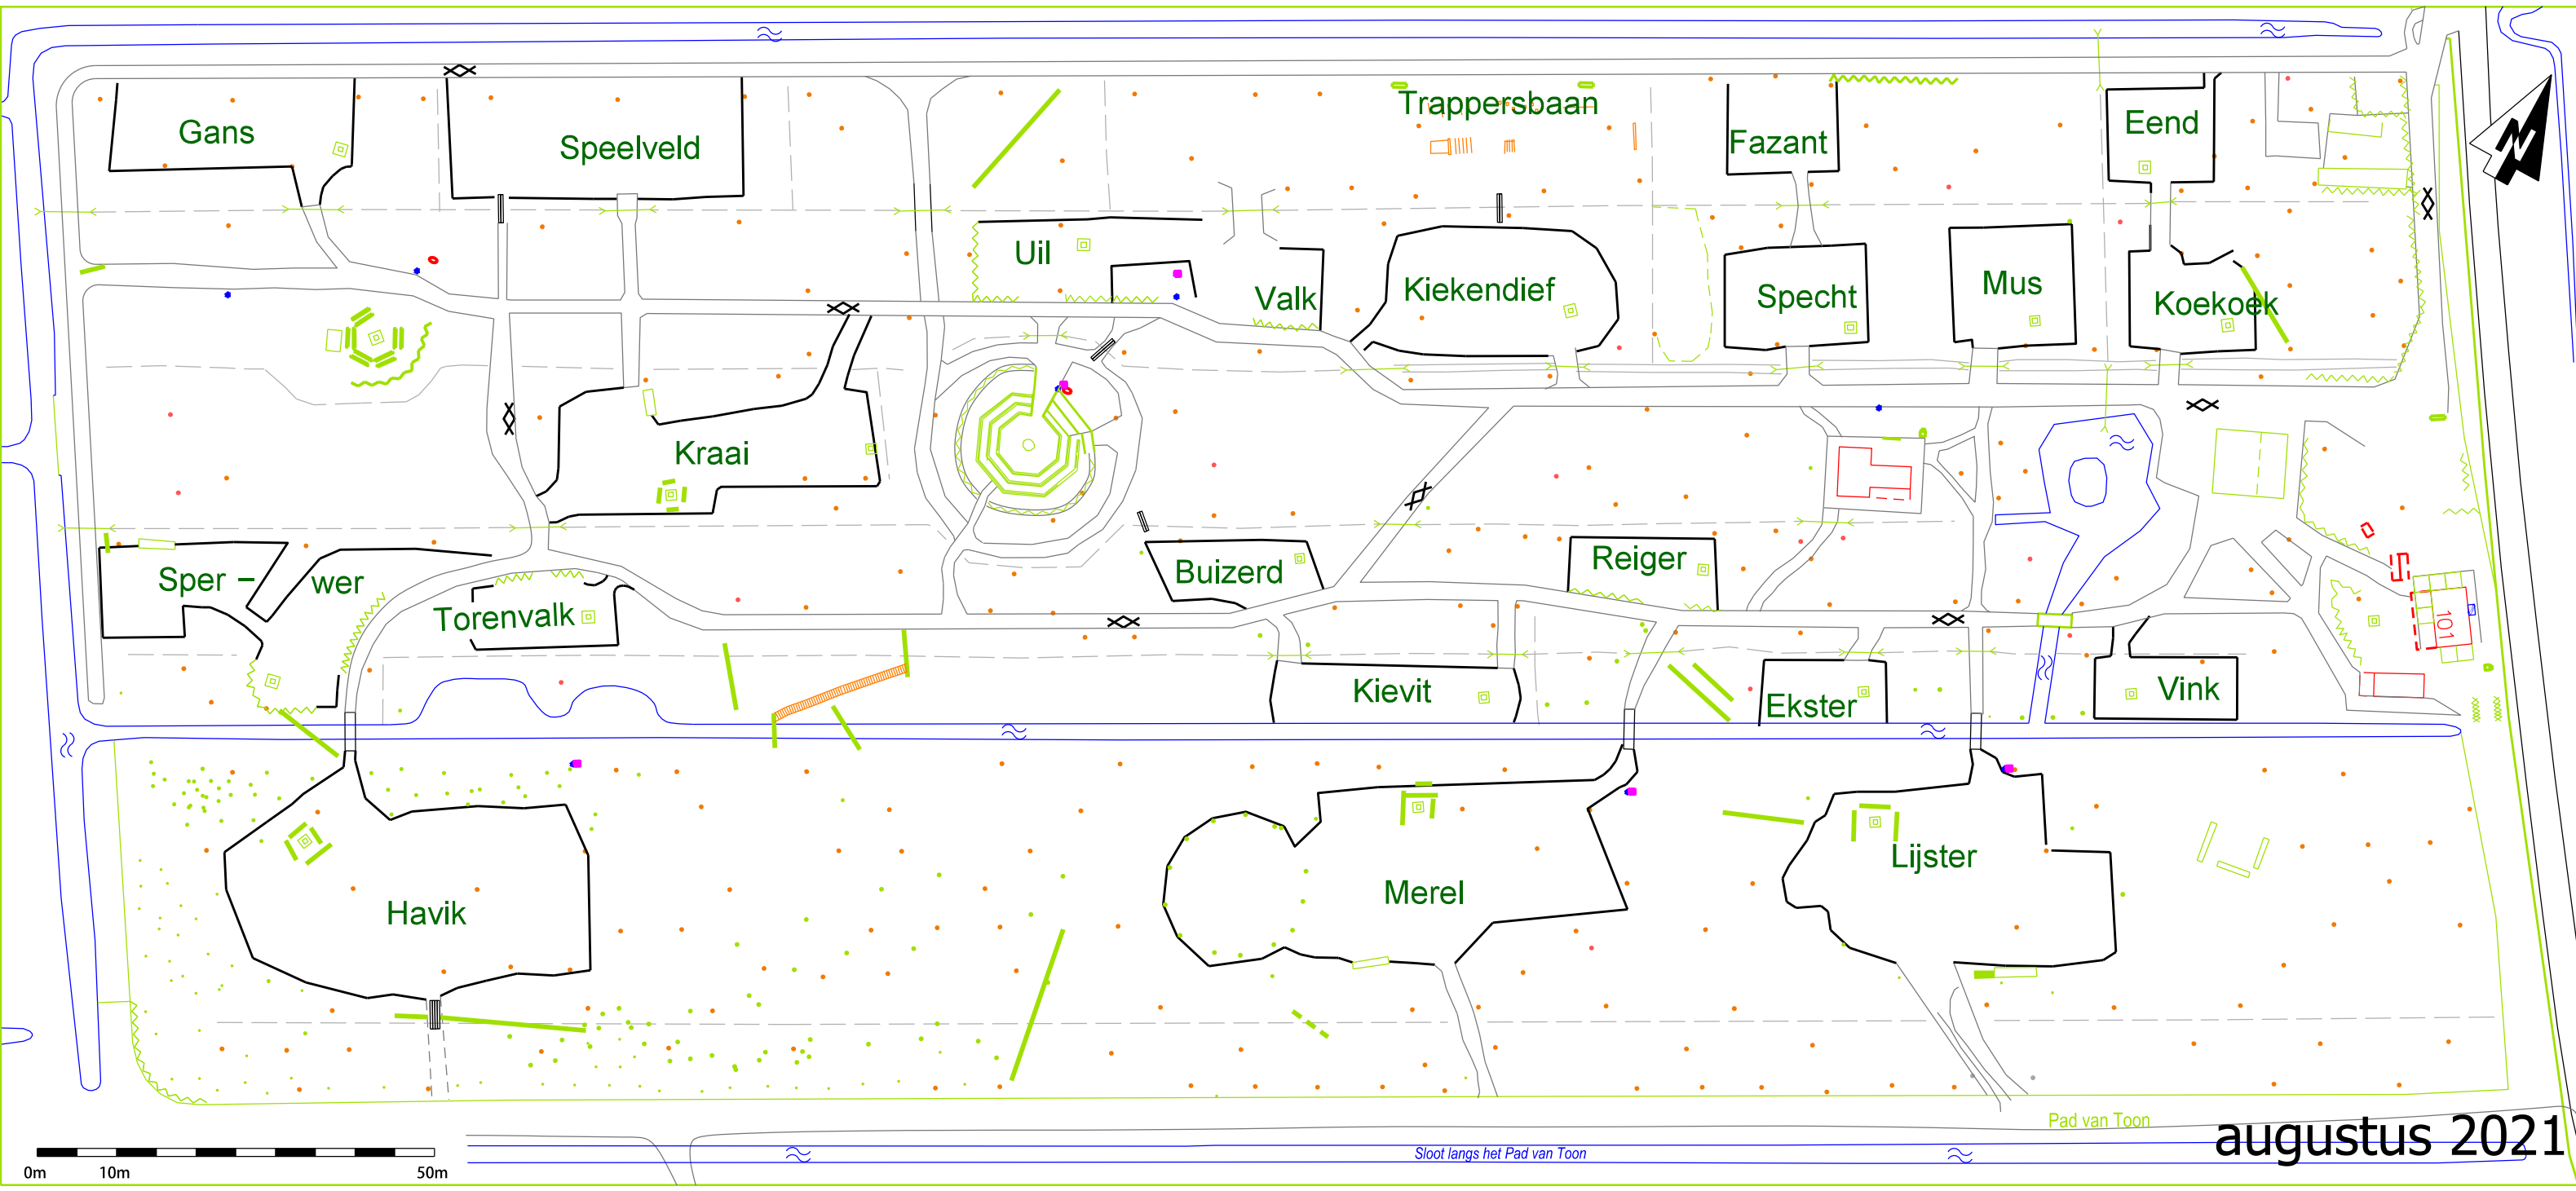 Gans
Speelveld
Trappersbaan
Fazant
Eend
N
Uil
Valk
Kiekendief
Specht
Mus
Koekoek
Kraai
Sper – wer
Torenvalk
Buizerd
Reiger
101
Kievit
Ekster
Vink
Havik
Merel
Lijster
Pad van Toon
augustus 2021
Sloot langs het Pad van Toon
0m 10m 50m